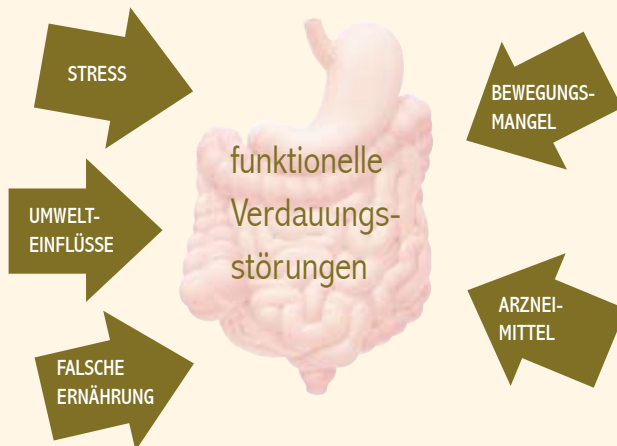 STRESS
UMWELT-
EINFLÜSSE
FALSCHE
ERNÄHRUNG
funktionelle
Verdauungs-
störungen
BEWEGUNGS-
MANGEL
ARZNEI-
MITTEL